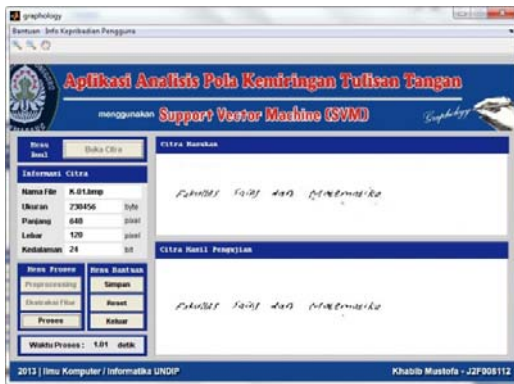 graphology
Bantuan Info Kepribadian Pengguna
Aplikasi Analisis Pola Kemiringan Tulisan Tangan
menggunakan Support Vector Machine (SVM)
Graphology
Menu Awal
Buka Citra
Informasi Citra
Nama File K-01.bmp
Ukuran 230456 byte
Panjang 640 pixel
Lebar 120 pixel
Kedalaman 24 bit
Menu Proses
Preprocessing
Ekstraksi Fitur
Proses
Menu Bantuan
Simpan
Reset
Keluar
Waktu Proses : 1.01 detik
Citra Masukan
Fakultas Sains dan Matematika
Citra Hasil Pengujian
Fakultas Sains dan Matematika
2013 | Ilmu Komputer / Informatika UNDIP
Khabib Mustofa - J2F008112